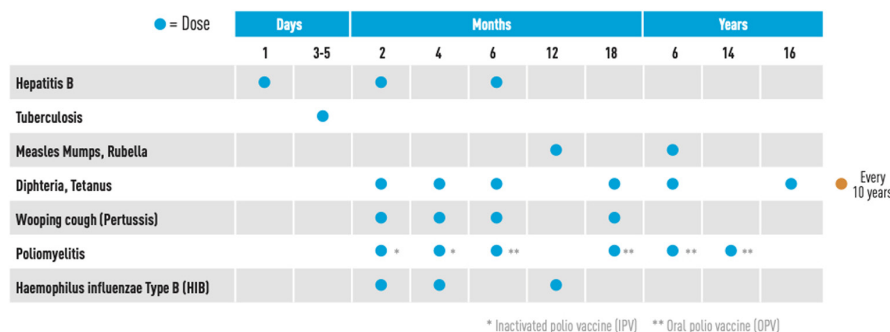 = Dose
Days Months Years
1 3-5 2 4 6 12 18 6 14 16
Hepatitis B
Tuberculosis
Measles Mumps, Rubella
Diphteria, Tetanus
Every
10 years
Wooping cough (Pertussis)
Poliomyelitis * * ** ** ** **
Haemophilus influenzae Type B (HIB)
* Inactivated polio vaccine (IPV) ** Oral polio vaccine (OPV)